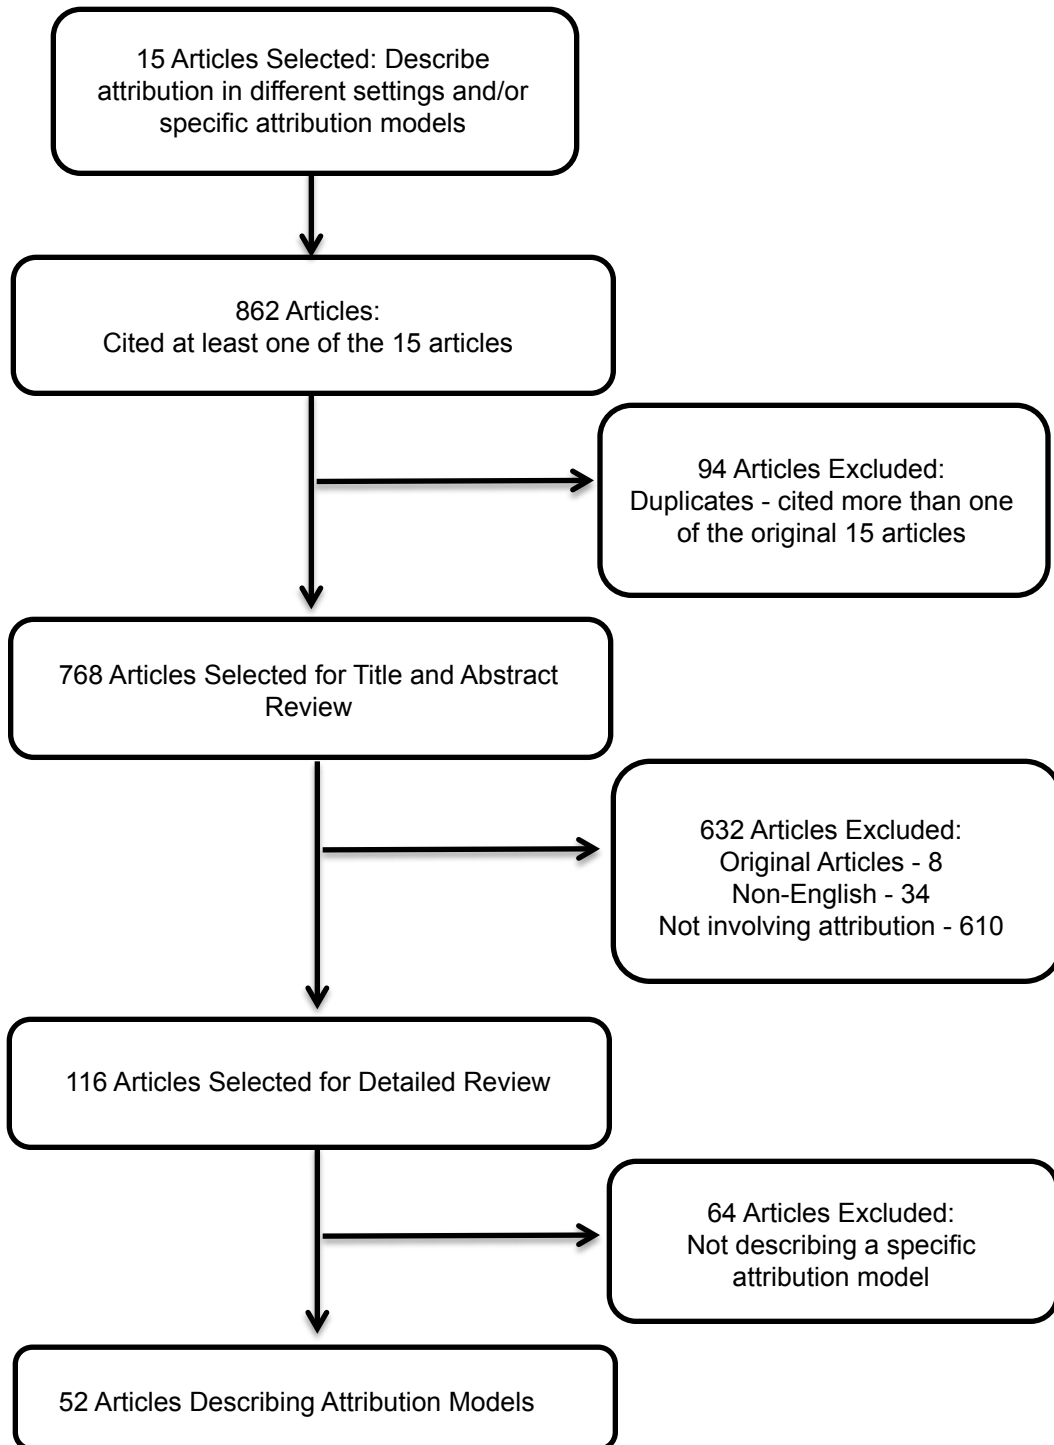 15 Articles Selected: Describe
attribution in different settings and/or
specific attribution models
862 Articles:
Cited at least one of the 15 articles
94 Articles Excluded:
Duplicates - cited more than one
of the original 15 articles
768 Articles Selected for Title and Abstract
Review
632 Articles Excluded:
Original Articles - 8
Non-English - 34
Not involving attribution - 610
116 Articles Selected for Detailed Review
64 Articles Excluded:
Not describing a specific
attribution model
52 Articles Describing Attribution Models